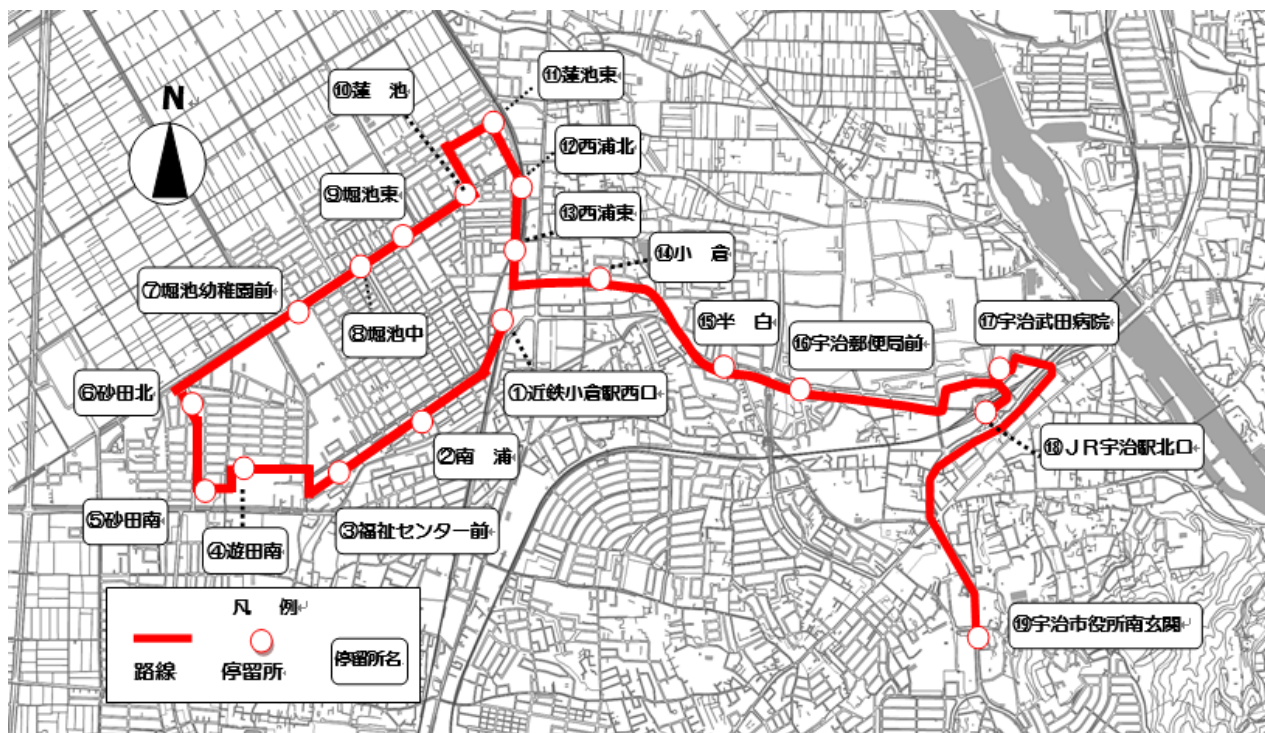 N
⑪蓮池東
⑩蓮 池
⑫西浦北
⑨堀池東
⑬西浦東
⑭小 倉
⑦堀池幼稚園前
⑧堀池中
⑮半 白
⑰宇治武田病院
⑯宇治郵便局前
⑥砂田北
①近鉄小倉駅西口
②南 浦
⑱JR宇治駅北口
⑤砂田南
④遊田南
③福祉センター前
凡 例
路線
停留所
停留所名
⑲宇治市役所南玄関